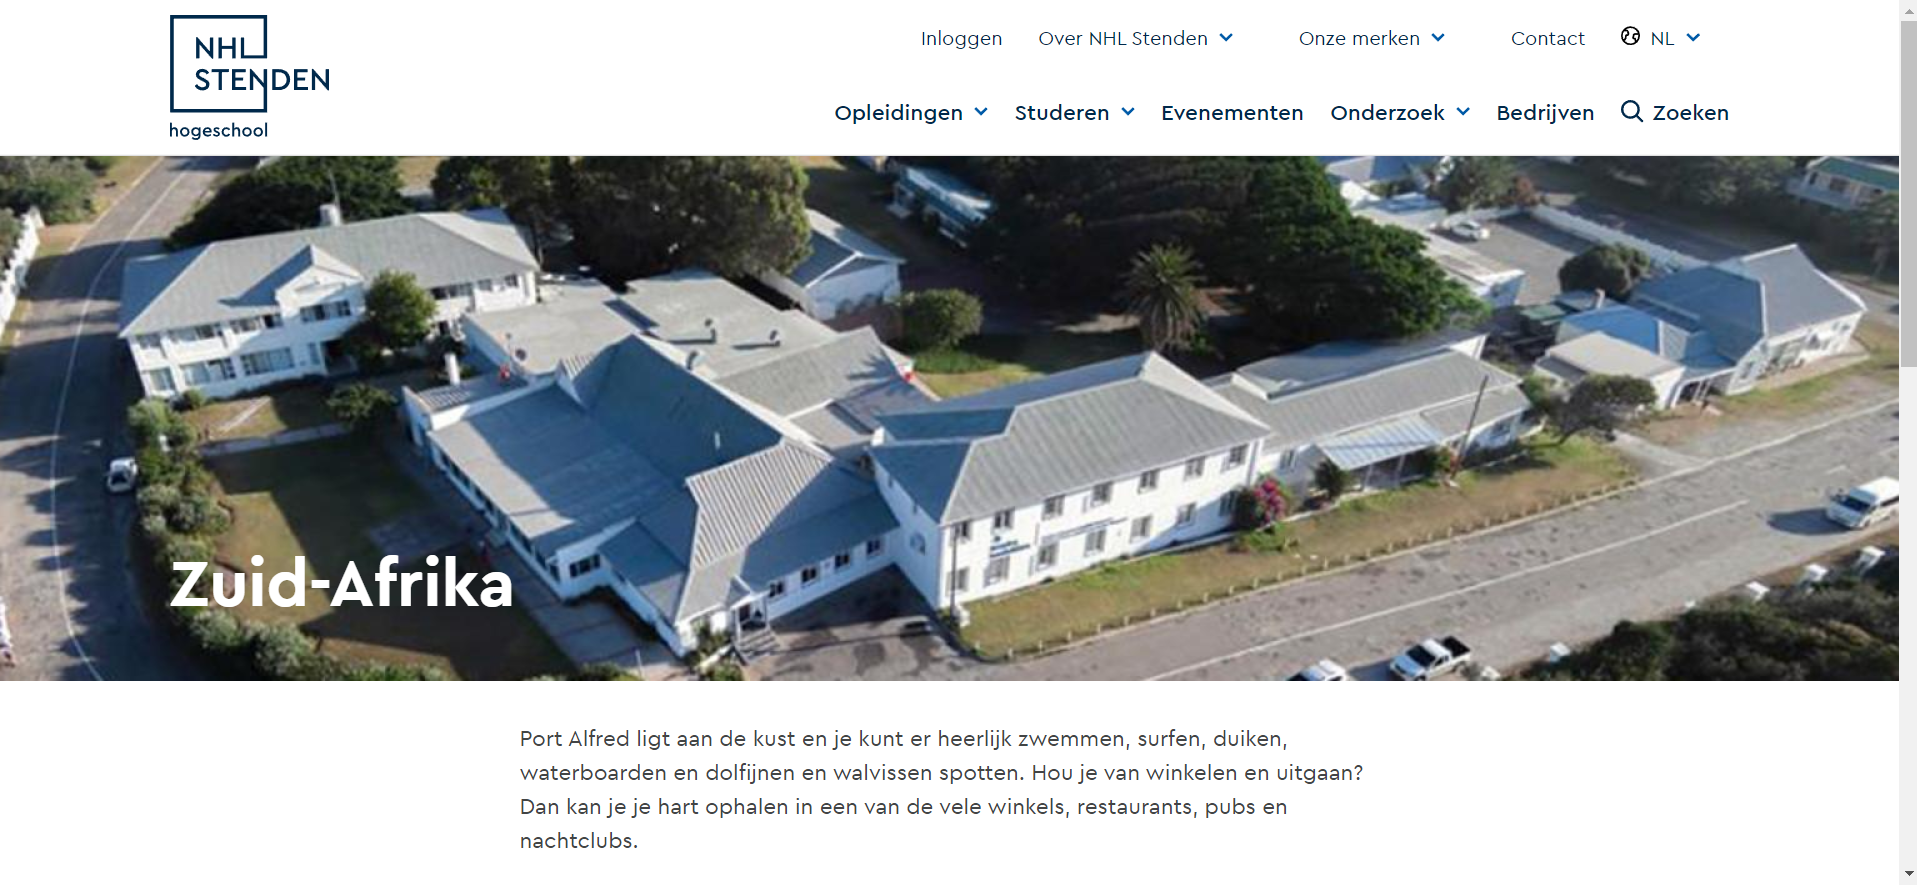 NHL
STENDEN
hogeschool
Inloggen Over NHL Stenden Onze merken Contact NL
Opleidingen Studeren Evenementen Onderzoek Bedrijven Zoeken
Zuid-Afrika
Port Alfred ligt aan de kust en je kunt er heerlijk zwemmen, surfen, duiken,
waterboarden en dolfijnen en walvissen spotten. Hou je van winkelen en uitgaan?
Dan kan je je hart ophalen in een van de vele winkels, restaurants, pubs en
nachtclubs.